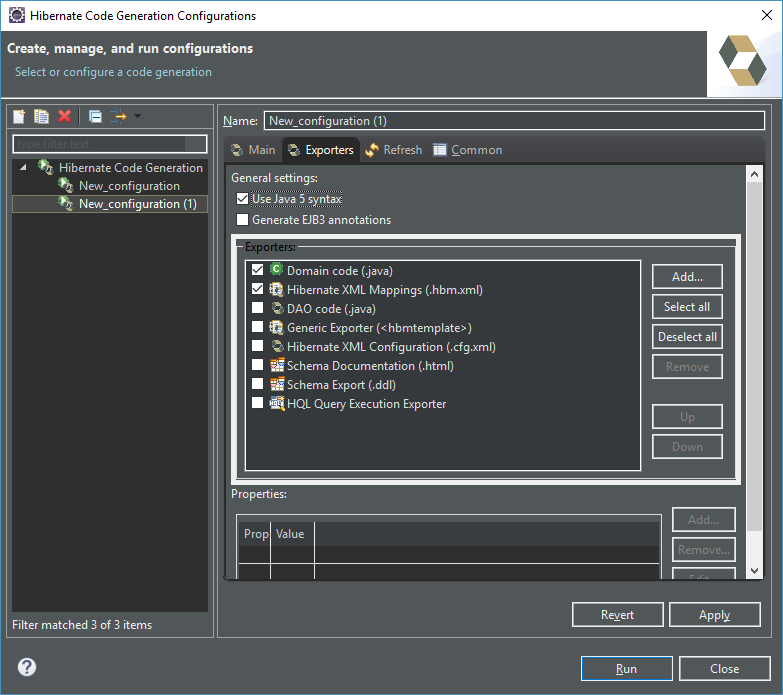 Hibernate Code Generation Configurations
Create, manage, and run configurations
Select or configure a code generation
type filter text
Hibernate Code Generation
New_configuration
New_configuration (1)
Filter matched 3 of 3 items
Name: New_configuration (1)
Main Exporters Refresh Common
General settings:
Use Java 5 syntax
Generate EJB3 annotations
Exporters:
Domain code (.java)
Hibernate XML Mappings (.hbm.xml)
DAO code (.java)
Generic Exporter (<hbmtemplate>)
Hibernate XML Configuration (.cfg.xml)
Schema Documentation (.html)
Schema Export (.ddl)
HQL Query Execution Exporter
Add...
Select all
Deselect all
Remove
Up
Down
Properties:
Prop Value
Add...
Remove...
Edit...
Revert Apply
Run Close